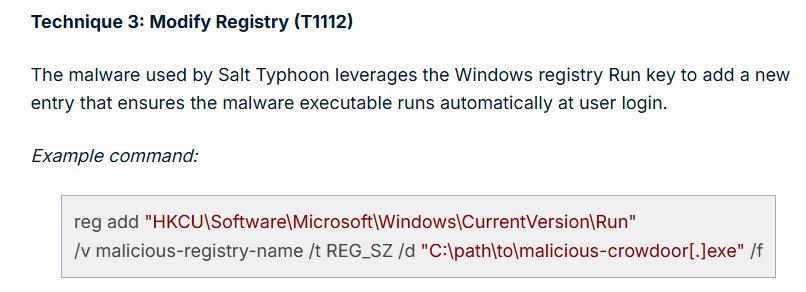 Technique 3: Modify Registry (T1112)
The malware used by Salt Typhoon leverages the Windows registry Run key to add a new
entry that ensures the malware executable runs automatically at user login.
Example command:
reg add "HKCU\Software\Microsoft\Windows\CurrentVersion\Run"
/v malicious-registry-name /t REG_SZ /d "C:\path\to\malicious-crowdoor[.]exe" /f